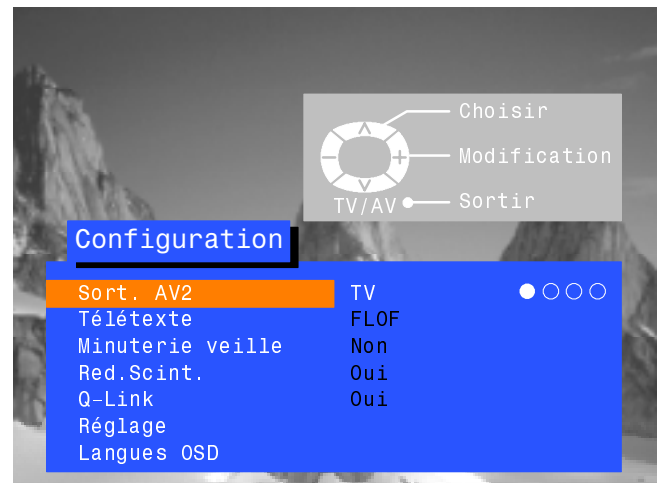 Choisir
Modification
TV/AV Sortir
Configuration
Sort. AV2 TV
Télétexte FLOF
Minuterie veille Non
Red.Scint. Oui
Q-Link Oui
Réglage
Langues OSD